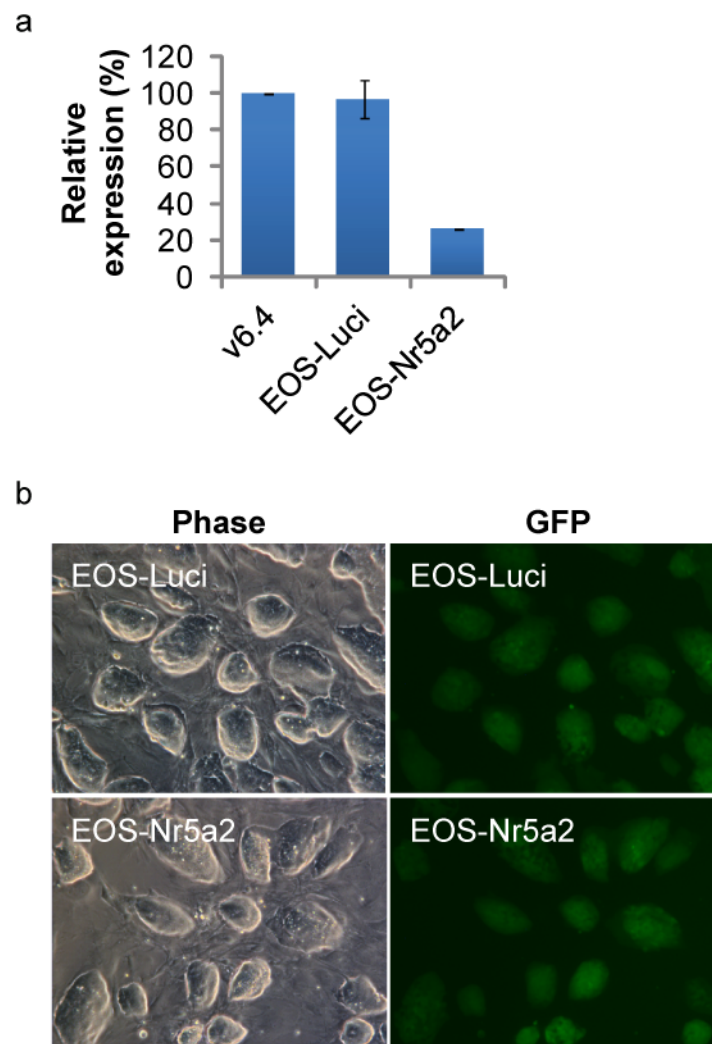 a
Relative
expression (%)
120
100
80
60
40
20
0
v6.4
EOS-Luci
EOS-Nr5a2
b
Phase
GFP
EOS-Luci
EOS-Luci
EOS-Nr5a2
EOS-Nr5a2